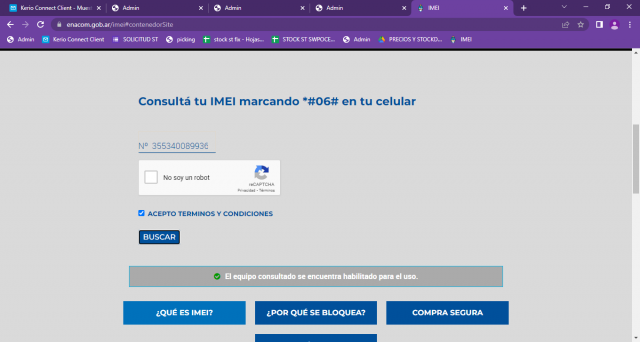 Kerio Connect Client - Maem
Admin
Admin
Admin
IMEI
enacom.gob.ar/imei#contenedorSite
Admin
Kerio Connect Client
SOLICITUD ST
picking
stock st fix - Hojas...
STOCK ST SWPOCE...
Admin
PRECIOS Y STOCKD...
IMEI
Consultá tu IMEI marcando *#06# en tu celular
Nº 355340089936
No soy un robot
reCAPTCHA
Privacidad - Términos
ACEPTO TERMINOS Y CONDICIONES
BUSCAR
El equipo consultado se encuentra habilitado para el uso.
¿QUÉ ES IMEI?
¿POR QUÉ SE BLOQUEA?
COMPRA SEGURA